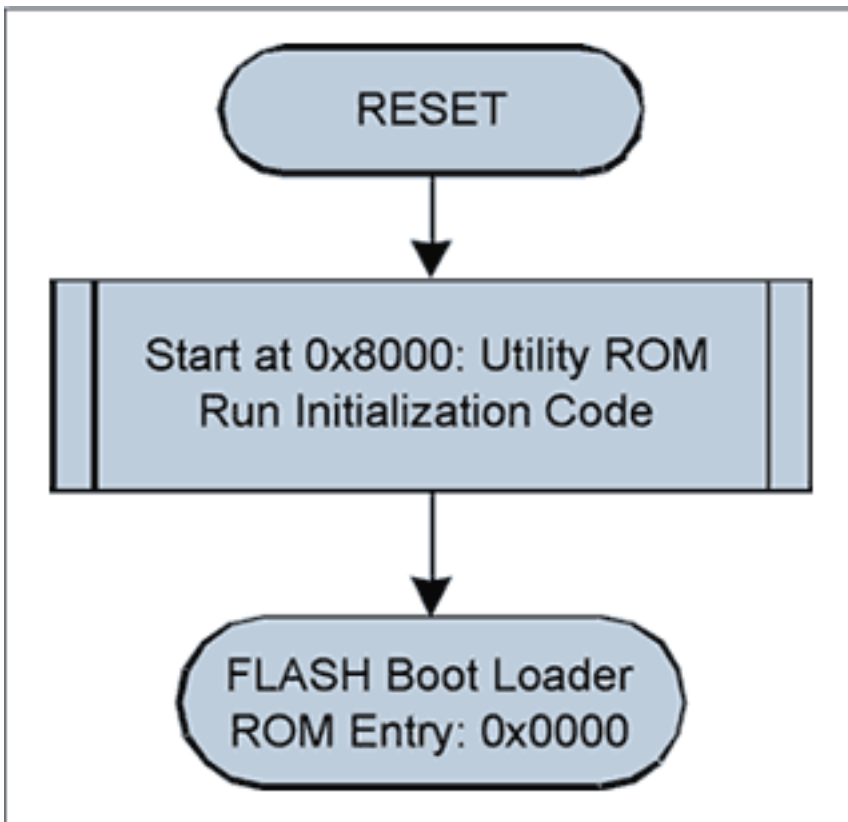 RESET
Start at 0x8000: Utility ROM
Run Initialization Code
FLASH Boot Loader
ROM Entry: 0x0000